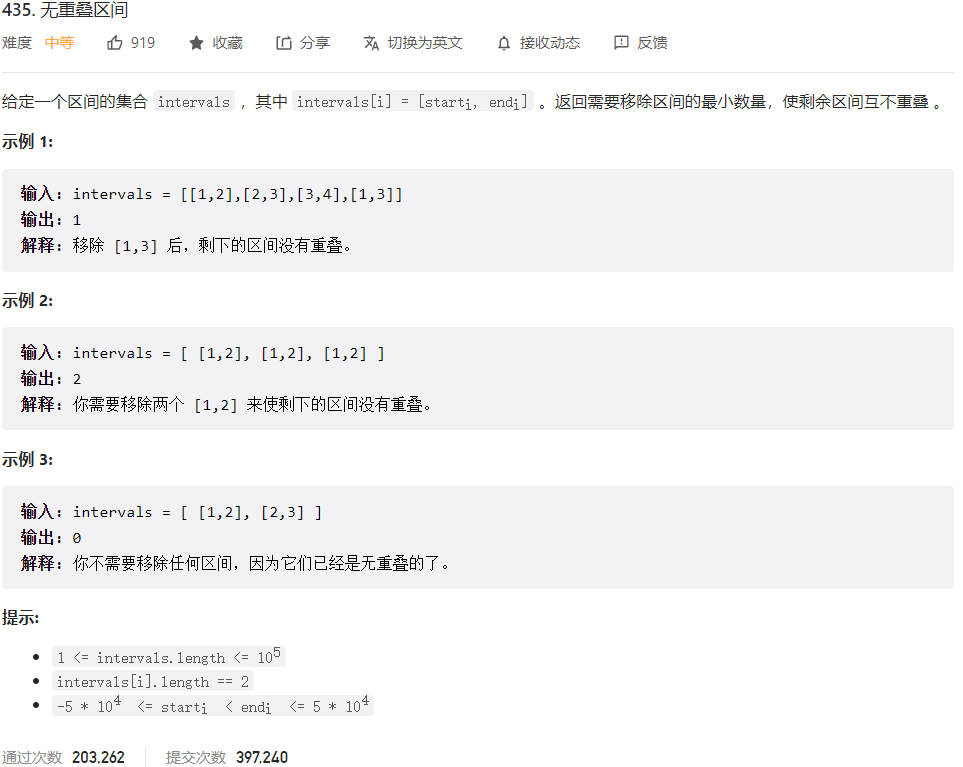 435. 无重叠区间
难度 中等 919 收藏 分享 切换为英文 接收动态 反馈
给定一个区间的集合 intervals ，其中 intervals[i] = [starti, endi] 。返回需要移除区间的最小数量，使剩余区间互不重叠 。
示例 1:
输入：intervals = [[1,2],[2,3],[3,4],[1,3]]
输出：1
解释：移除 [1,3] 后，剩下的区间没有重叠。
示例 2:
输入：intervals = [ [1,2], [1,2], [1,2] ]
输出：2
解释：你需要移除两个 [1,2] 来使剩下的区间没有重叠。
示例 3:
输入：intervals = [ [1,2], [2,3] ]
输出：0
解释：你不需要移除任何区间，因为它们已经是无重叠的了。
提示:
1 <= intervals.length <= 10^5
intervals[i].length == 2
-5 * 10^4 <= starti < endi <= 5 * 10^4
通过次数 203,262 提交次数 397,240